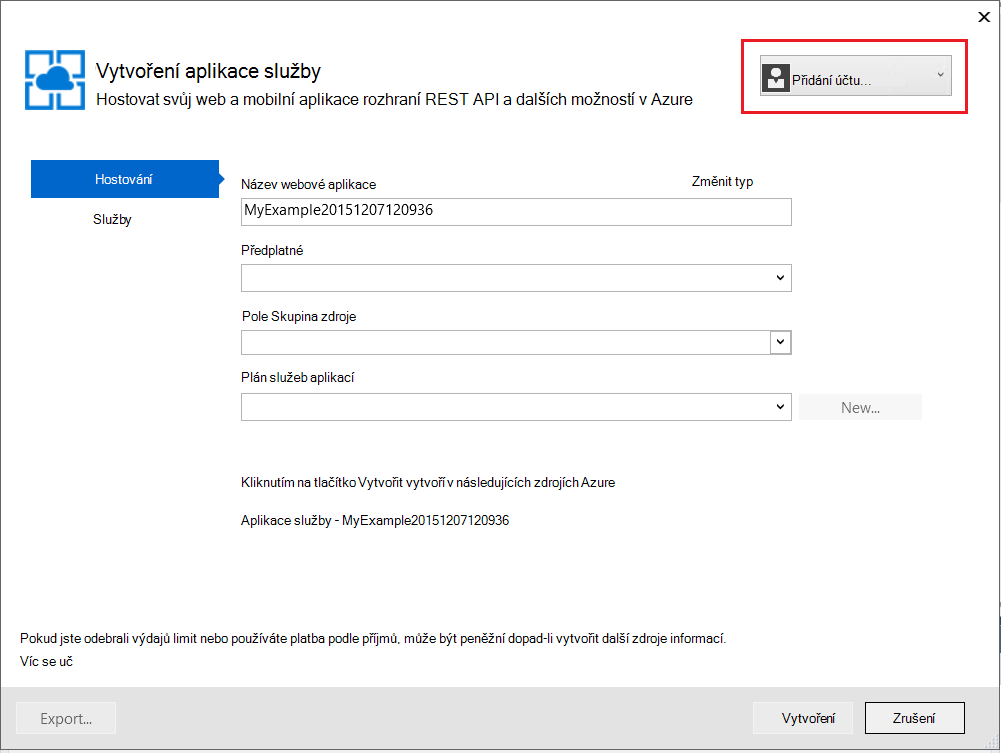 Vytvoření aplikace služby
Hostovat svůj web a mobilní aplikace rozhraní REST API a dalších možností v Azure
Přidání účtu...
Hostování
Služby
Název webové aplikace
Změnit typ
MyExample20151207120936
Předplatné
Pole Skupina zdroje
Plán služeb aplikací
New...
Kliknutím na tlačítko Vytvořit vytvoří v následujících zdrojích Azure
Aplikace služby - MyExample20151207120936
Pokud jste odebrali výdajů limit nebo používáte platba podle příjmů, může být peněžní dopad-li vytvořit další zdroje informací.
Víc se uč
Export...
Vytvoření
Zrušení